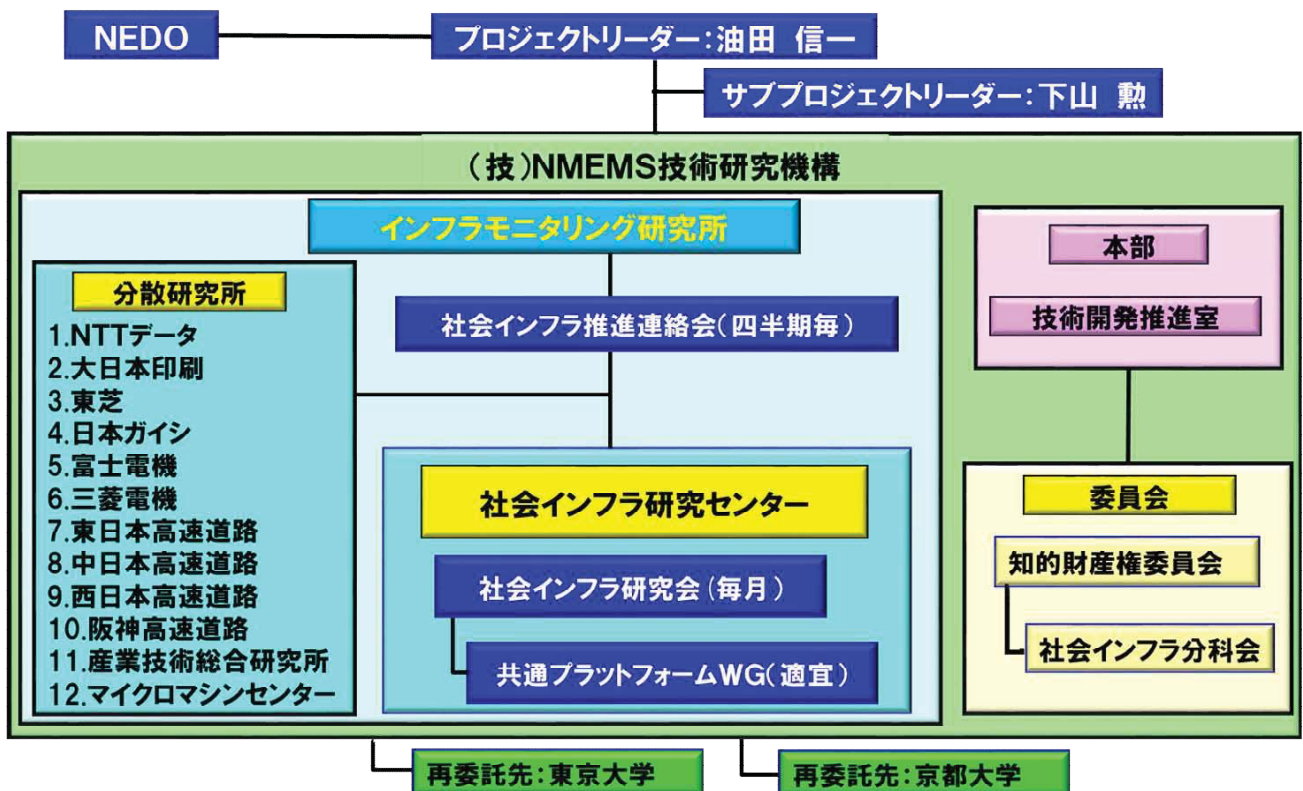 NEDO
プロジェクトリーダー：油田 信一
サブプロジェクトリーダー：下山 勲
（技）NMEMS技術研究機構
インフラモニタリング研究所
分散研究所
1.NTTデータ
2.大日本印刷
3.東芝
4.日本ガイシ
5.富士電機
6.三菱電機
7.東日本高速道路
8.中日本高速道路
9.西日本高速道路
10.阪神高速道路
11.産業技術総合研究所
12.マイクロマシンセンター
社会インフラ推進連絡会（四半期毎）
社会インフラ研究センター
社会インフラ研究会（毎月）
共通プラットフォームWG（適宜）
本部
技術開発推進室
委員会
知的財産権委員会
社会インフラ分科会
再委託先：東京大学
再委託先：京都大学